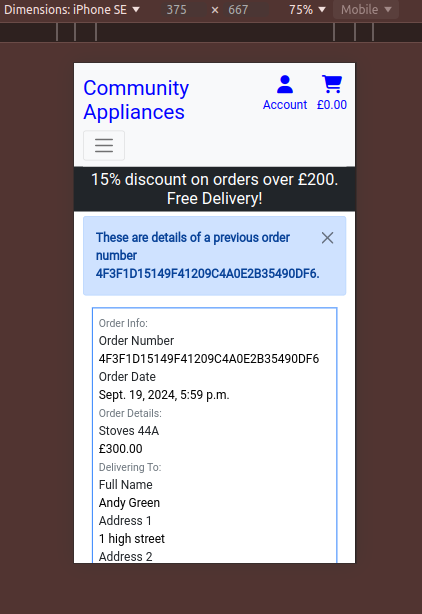 Dimensions: iPhone SE 375 × 667 75% Mobile
Community
Appliances
Account £0.00
15% discount on orders over £200.
Free Delivery!
These are details of a previous order
number
4F3F1D15149F41209C4A0E2B35490DF6.
Order Info:
Order Number
4F3F1D15149F41209C4A0E2B35490DF6
Order Date
Sept. 19, 2024, 5:59 p.m.
Order Details:
Stoves 44A
£300.00
Delivering To:
Full Name
Andy Green
Address 1
1 high street
Address 2